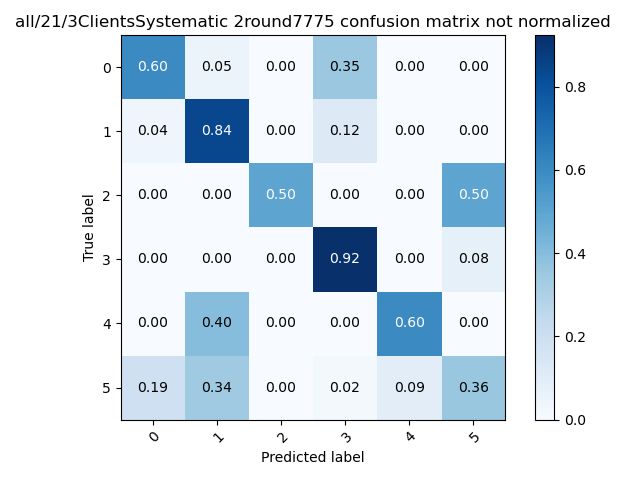 all/21/3ClientsSystematic 2round7775 confusion matrix not normalized
0 0.60 0.05 0.00 0.35 0.00 0.00
1 0.04 0.84 0.00 0.12 0.00 0.00
2 0.00 0.00 0.50 0.00 0.00 0.50
3 0.00 0.00 0.00 0.92 0.00 0.08
4 0.00 0.40 0.00 0.00 0.60 0.00
5 0.19 0.34 0.00 0.02 0.09 0.36
0 1 2 3 4 5
True label
Predicted label
0.8
0.6
0.4
0.2
0.0